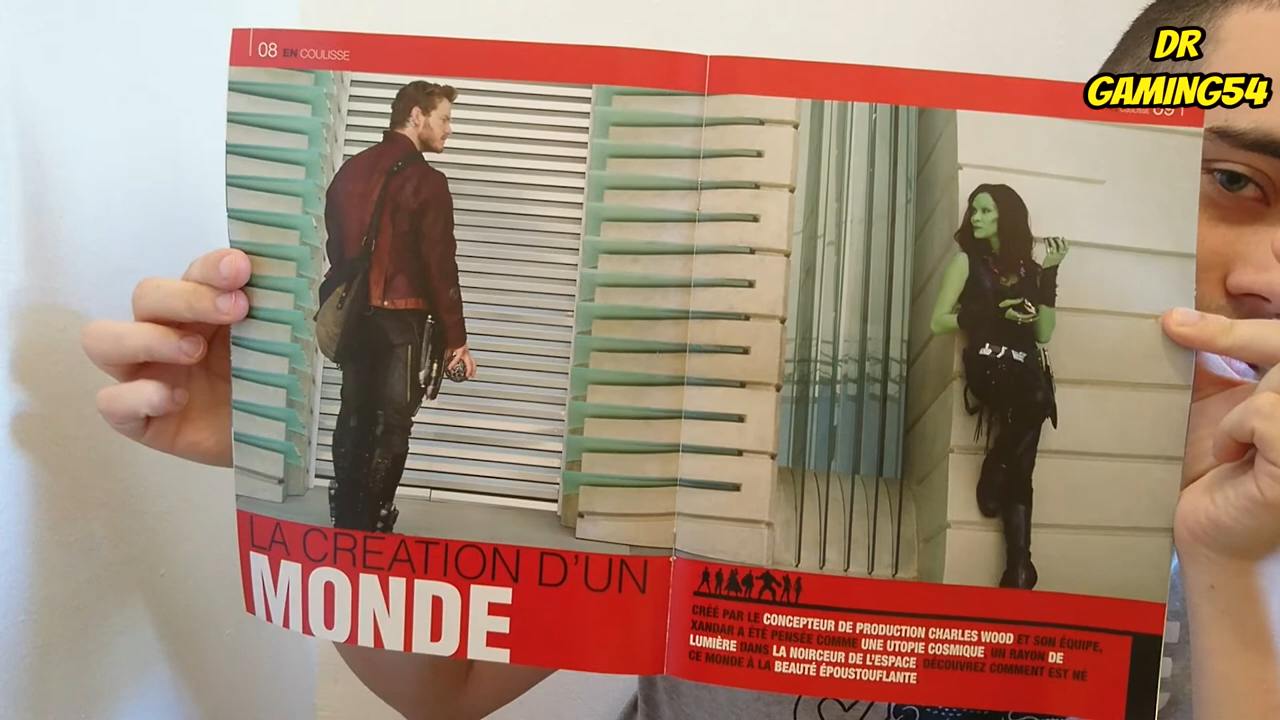 08 EN COULISSE
DR
GAMING54
LA CRÉATION D'UN
MONDE
CRÉÉ PAR LE CONCEPTEUR DE PRODUCTION CHARLES WOOD ET SON ÉQUIPE,
XANDAR A ÉTÉ PENSÉE COMME UNE UTOPIE COSMIQUE, UN RAYON DE
LUMIÈRE DANS LA NOIRCEUR DE L'ESPACE. DÉCOUVREZ COMMENT EST NÉ
CE MONDE À LA BEAUTÉ ÉPOUSTOUFLANTE